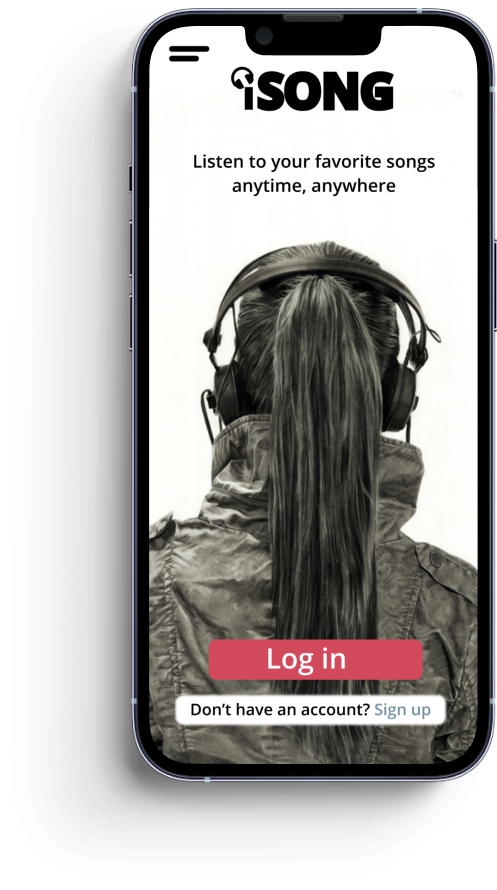 iSONG
Listen to your favorite songs
anytime, anywhere
Log in
Don’t have an account? Sign up